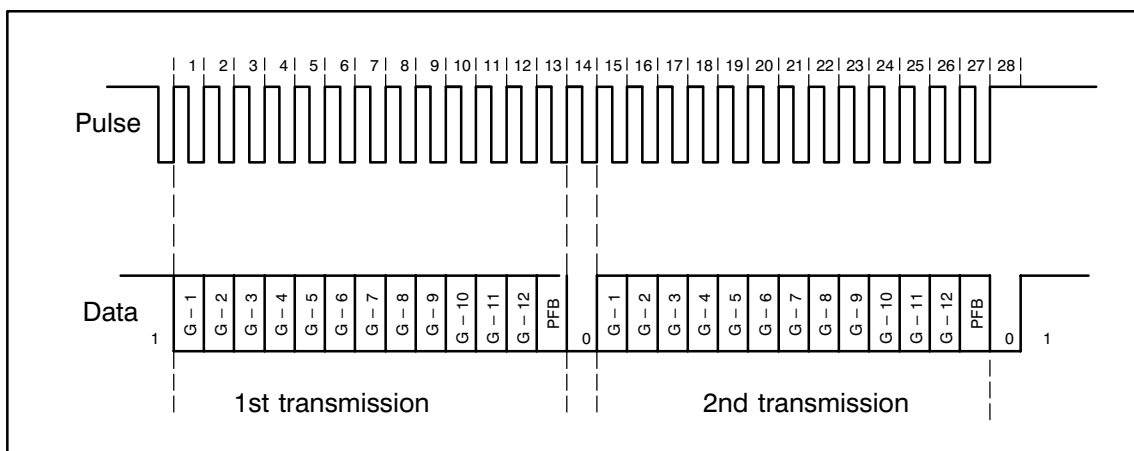 1 2 3 4 5 6 7 8 9 10 11 12 13 14 15 16 17 18 19 20 21 22 23 24 25 26 27 28
Pulse
Data
1 G – 1 G – 2 G – 3 G – 4 G – 5 G – 6 G – 7 G – 8 G – 9 G – 10 G – 11 G – 12 PFB 0 G – 1 G – 2 G – 3 G – 4 G – 5 G – 6 G – 7 G – 8 G – 9 G – 10 G – 11 G – 12 PFB 0 1
1st transmission 2nd transmission